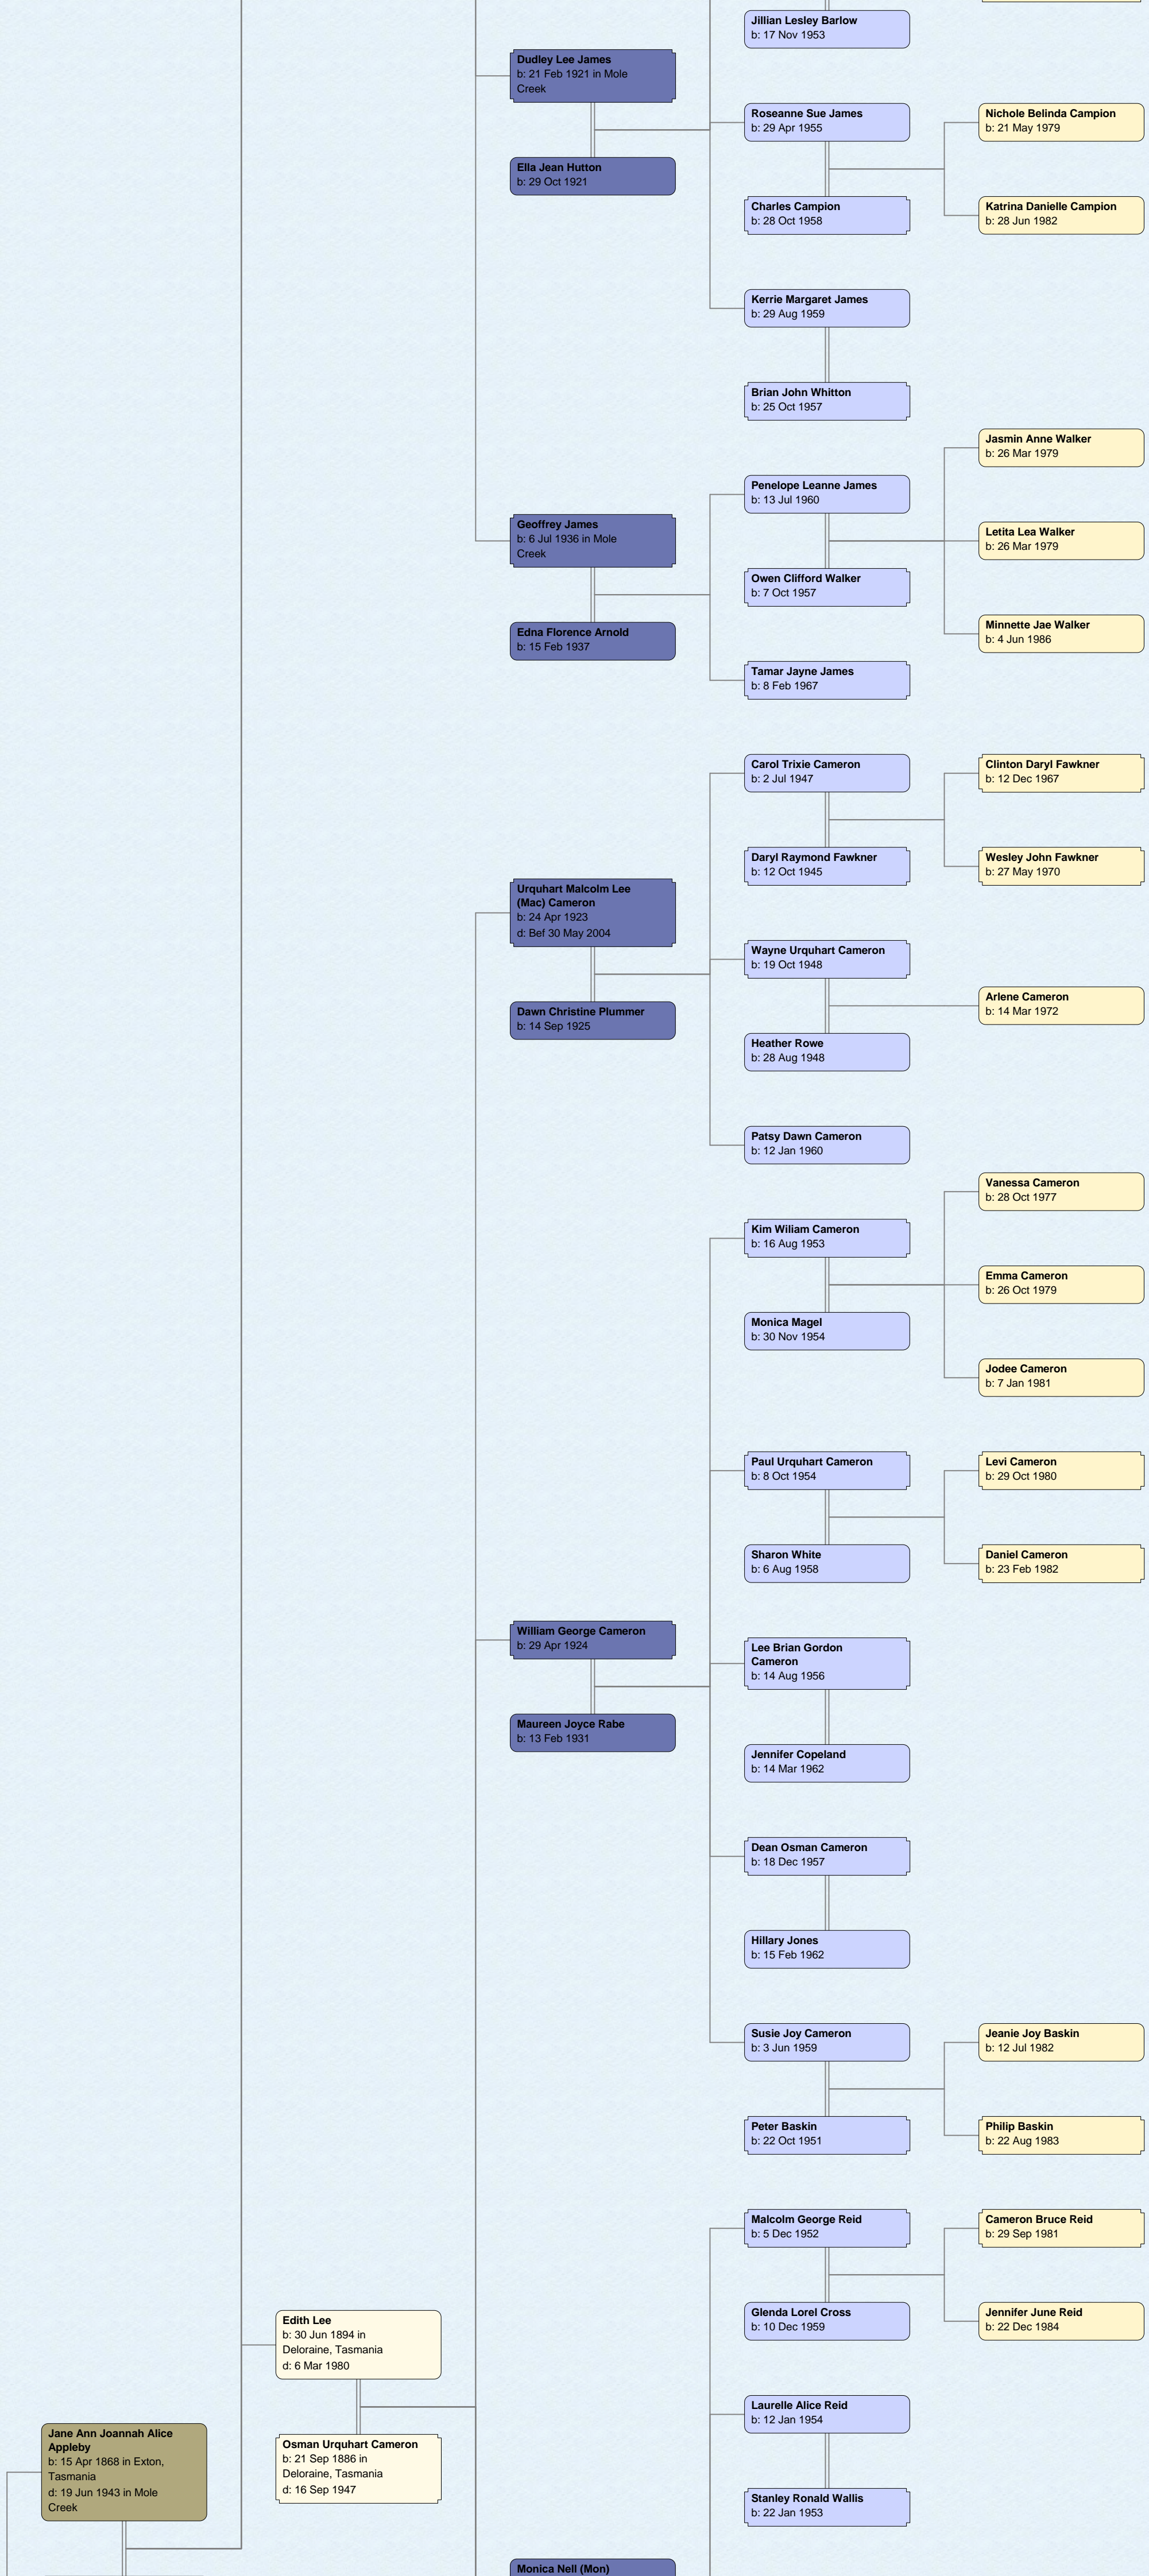 Jillian Lesley Barlow
b: 17 Nov 1953
Dudley Lee James
b: 21 Feb 1921 in Mole
Creek
Roseanne Sue James
b: 29 Apr 1955
Nichole Belinda Campion
b: 21 May 1979
Ella Jean Hutton
b: 29 Oct 1921
Charles Campion
b: 28 Oct 1958
Katrina Danielle Campion
b: 28 Jun 1982
Kerrie Margaret James
b: 29 Aug 1959
Brian John Whitton
b: 25 Oct 1957
Jasmin Anne Walker
b: 26 Mar 1979
Penelope Leanne James
b: 13 Jul 1960
Geoffrey James
b: 6 Jul 1936 in Mole
Creek
Letita Lea Walker
b: 26 Mar 1979
Owen Clifford Walker
b: 7 Oct 1957
Edna Florence Arnold
b: 15 Feb 1937
Minnette Jae Walker
b: 4 Jun 1986
Tamar Jayne James
b: 8 Feb 1967
Carol Trixie Cameron
b: 2 Jul 1947
Clinton Daryl Fawkner
b: 12 Dec 1967
Daryl Raymond Fawkner
b: 12 Oct 1945
Wesley John Fawkner
b: 27 May 1970
Urquhart Malcolm Lee
(Mac) Cameron
b: 24 Apr 1923
d: Bef 30 May 2004
Wayne Urquhart Cameron
b: 19 Oct 1948
Arlene Cameron
b: 14 Mar 1972
Dawn Christine Plummer
b: 14 Sep 1925
Heather Rowe
b: 28 Aug 1948
Patsy Dawn Cameron
b: 12 Jan 1960
Vanessa Cameron
b: 28 Oct 1977
Kim Wiliam Cameron
b: 16 Aug 1953
Emma Cameron
b: 26 Oct 1979
Monica Magel
b: 30 Nov 1954
Jodee Cameron
b: 7 Jan 1981
Paul Urquhart Cameron
b: 8 Oct 1954
Levi Cameron
b: 29 Oct 1980
Sharon White
b: 6 Aug 1958
Daniel Cameron
b: 23 Feb 1982
William George Cameron
b: 29 Apr 1924
Lee Brian Gordon
Cameron
b: 14 Aug 1956
Maureen Joyce Rabe
b: 13 Feb 1931
Jennifer Copeland
b: 14 Mar 1962
Dean Osman Cameron
b: 18 Dec 1957
Hillary Jones
b: 15 Feb 1962
Susie Joy Cameron
b: 3 Jun 1959
Jeanie Joy Baskin
b: 12 Jul 1982
Peter Baskin
b: 22 Oct 1951
Philip Baskin
b: 22 Aug 1983
Malcolm George Reid
b: 5 Dec 1952
Cameron Bruce Reid
b: 29 Sep 1981
Glenda Lorel Cross
b: 10 Dec 1959
Jennifer June Reid
b: 22 Dec 1984
Edith Lee
b: 30 Jun 1894 in
Deloraine, Tasmania
d: 6 Mar 1980
Laurelle Alice Reid
b: 12 Jan 1954
Jane Ann Joannah Alice
Appleby
b: 15 Apr 1868 in Exton,
Tasmania
d: 19 Jun 1943 in Mole
Creek
Osman Urquhart Cameron
b: 21 Sep 1886 in
Deloraine, Tasmania
d: 16 Sep 1947
Stanley Ronald Wallis
b: 22 Jan 1953
Monica Nell (Mon)